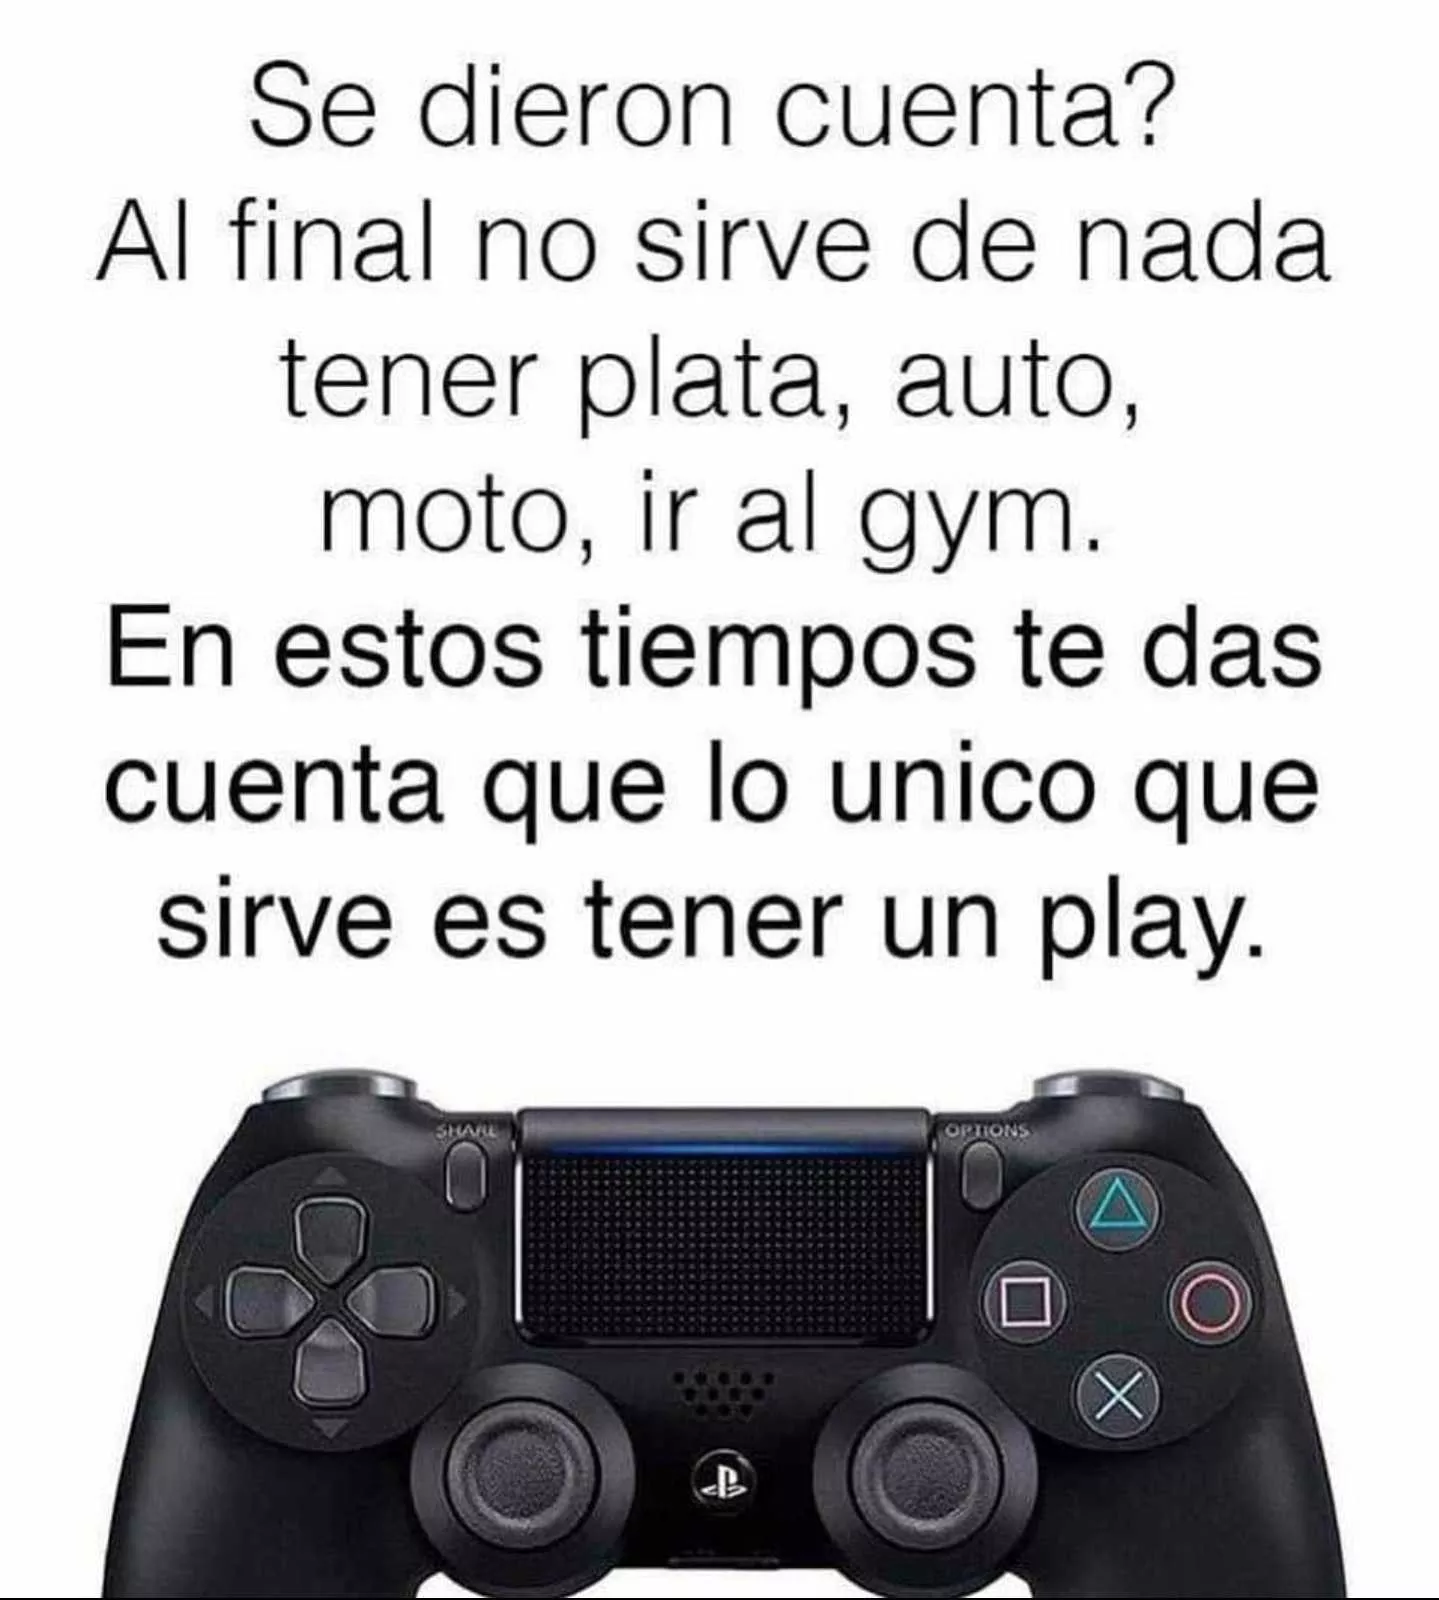 Se dieron cuenta?
Al final no sirve de nada
tener plata, auto,
moto, ir al gym.
En estos tiempos te das
cuenta que lo unico que
sirve es tener un play.
SHARE
OPTIONS